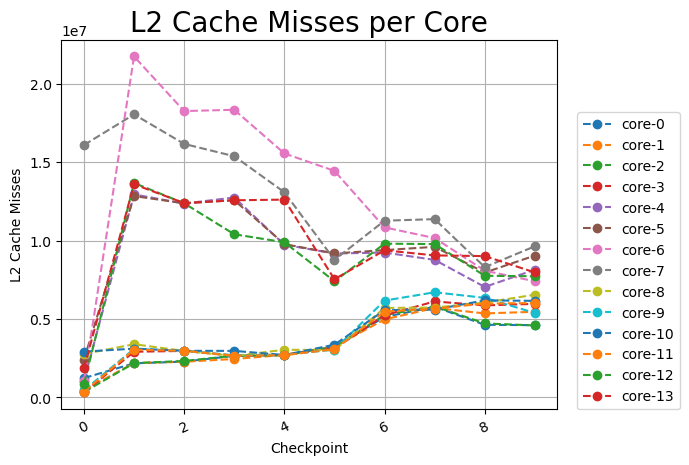 L2 Cache Misses per Core
1e7
2.0
1.5
1.0
0.5
0.0
L2 Cache Misses
0
2
4
6
8
Checkpoint
core-0
core-1
core-2
core-3
core-4
core-5
core-6
core-7
core-8
core-9
core-10
core-11
core-12
core-13